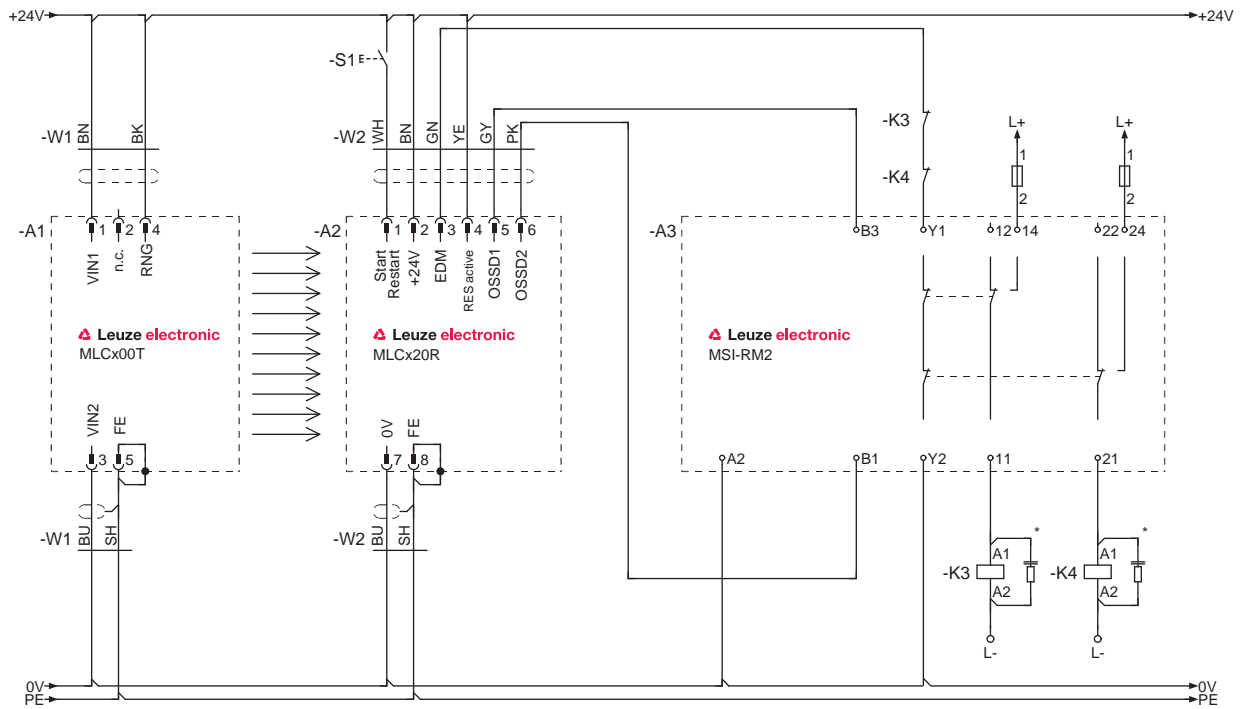 +24V +24V
-S1
-W1 BN BK
-W2 WH BN GN YE GY PK
-K3
-K4
L+ L+
1 1
2 2
-A1 1 2 4
VIN1 n.c. RNG
-A2 1 2 3 4 5 6
Start
Restart
+24V EDM RES active OSSD1 OSSD2
-A3 B3 Y1 12 14 22 24
Leuze electronic
MLCx00T
Leuze electronic
MLCx20R
Leuze electronic
MSI-RM2
VIN2 FE
3 5
0V FE
7 8
A2 B1 Y2 11 21
-W1 BU SH
-W2 BU SH
* *
-K3 A1 A2
-K4 A1 A2
L- L-
0V 0V
PE PE